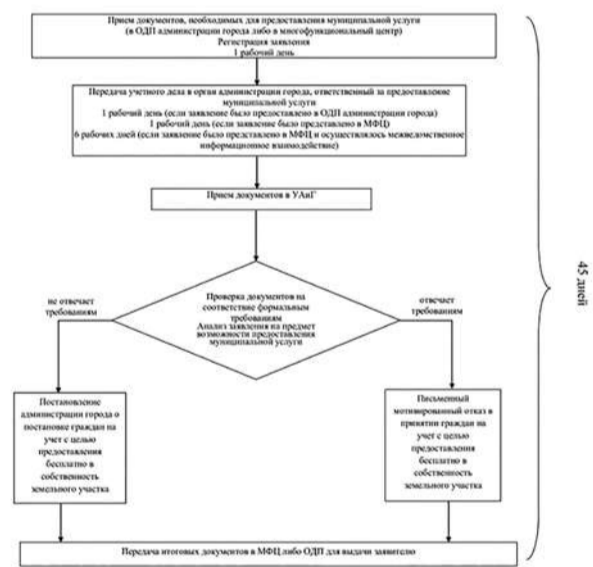 Прием документов, необходимых для предоставления муниципальной услуги
(в ОДП администрации города либо в многофункциональный центр)
Регистрация заявления
1 рабочий день
Передача учетного дела в орган администрации города, ответственный за предоставление
муниципальной услуги
1 рабочий день (если заявление было предоставлено в ОДП администрации города)
1 рабочий день (если заявление было представлено в МФЦ)
6 рабочих дней (если заявление было представлено в МФЦ и осуществлялось межведомственное
информационное взаимодействие)
Прием документов в УАиГ
не отвечает
требованиям
Проверка документов на
соответствие формальным
требованиям
Анализ заявления на предмет
возможности предоставления
муниципальной услуги
отвечает
требованиям
Постановление
администрации города о
постановке граждан на
учет с целью
предоставления
бесплатно в
собственность
земельного участка
Письменный
мотивированный отказ в
принятии граждан на
учет с целью
предоставления
бесплатно в
собственность
земельного участка
Передача итоговых документов в МФЦ либо ОДП для выдачи заявителю
45 дней